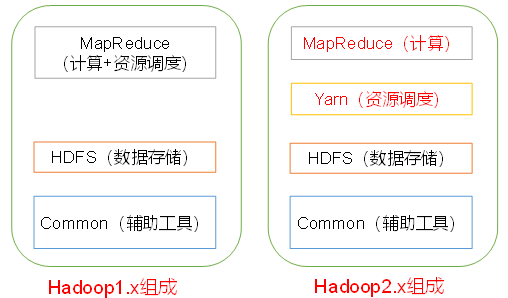 MapReduce
（计算+资源调度）
HDFS（数据存储）
Common（辅助工具）
Hadoop1.x组成
MapReduce（计算）
Yarn（资源调度）
HDFS（数据存储）
Common（辅助工具）
Hadoop2.x组成